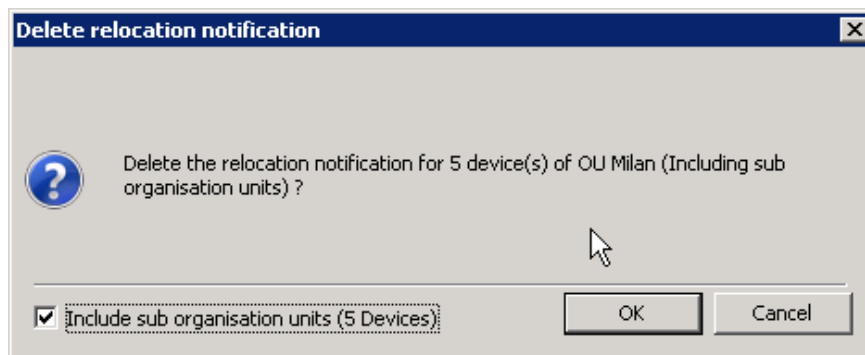 Delete relocation notification
Delete the relocation notification for 5 device(s) of OU Milan (Including sub
organisation units) ?
Include sub organisation units (5 Devices)
OK
Cancel